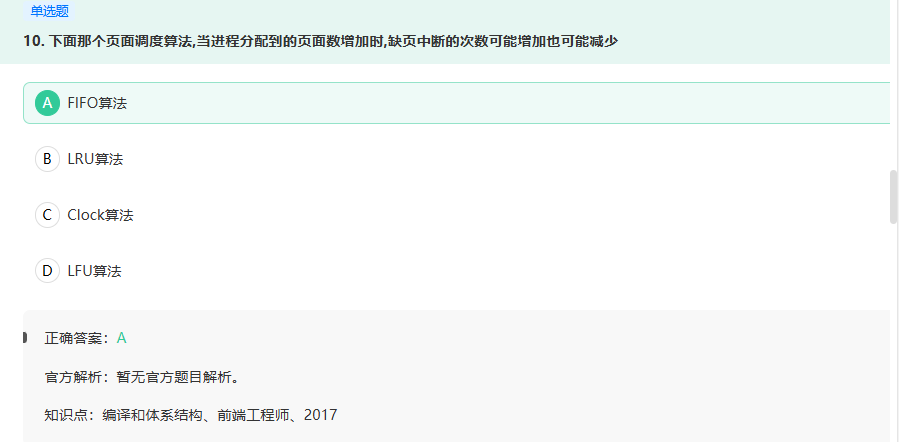 单选题
10. 下面那个页面调度算法,当进程分配到的页面数增加时,缺页中断的次数可能增加也可能减少
A FIFO算法
B LRU算法
C Clock算法
D LFU算法
正确答案：A
官方解析：暂无官方题目解析。
知识点：编译和体系结构、前端工程师、2017